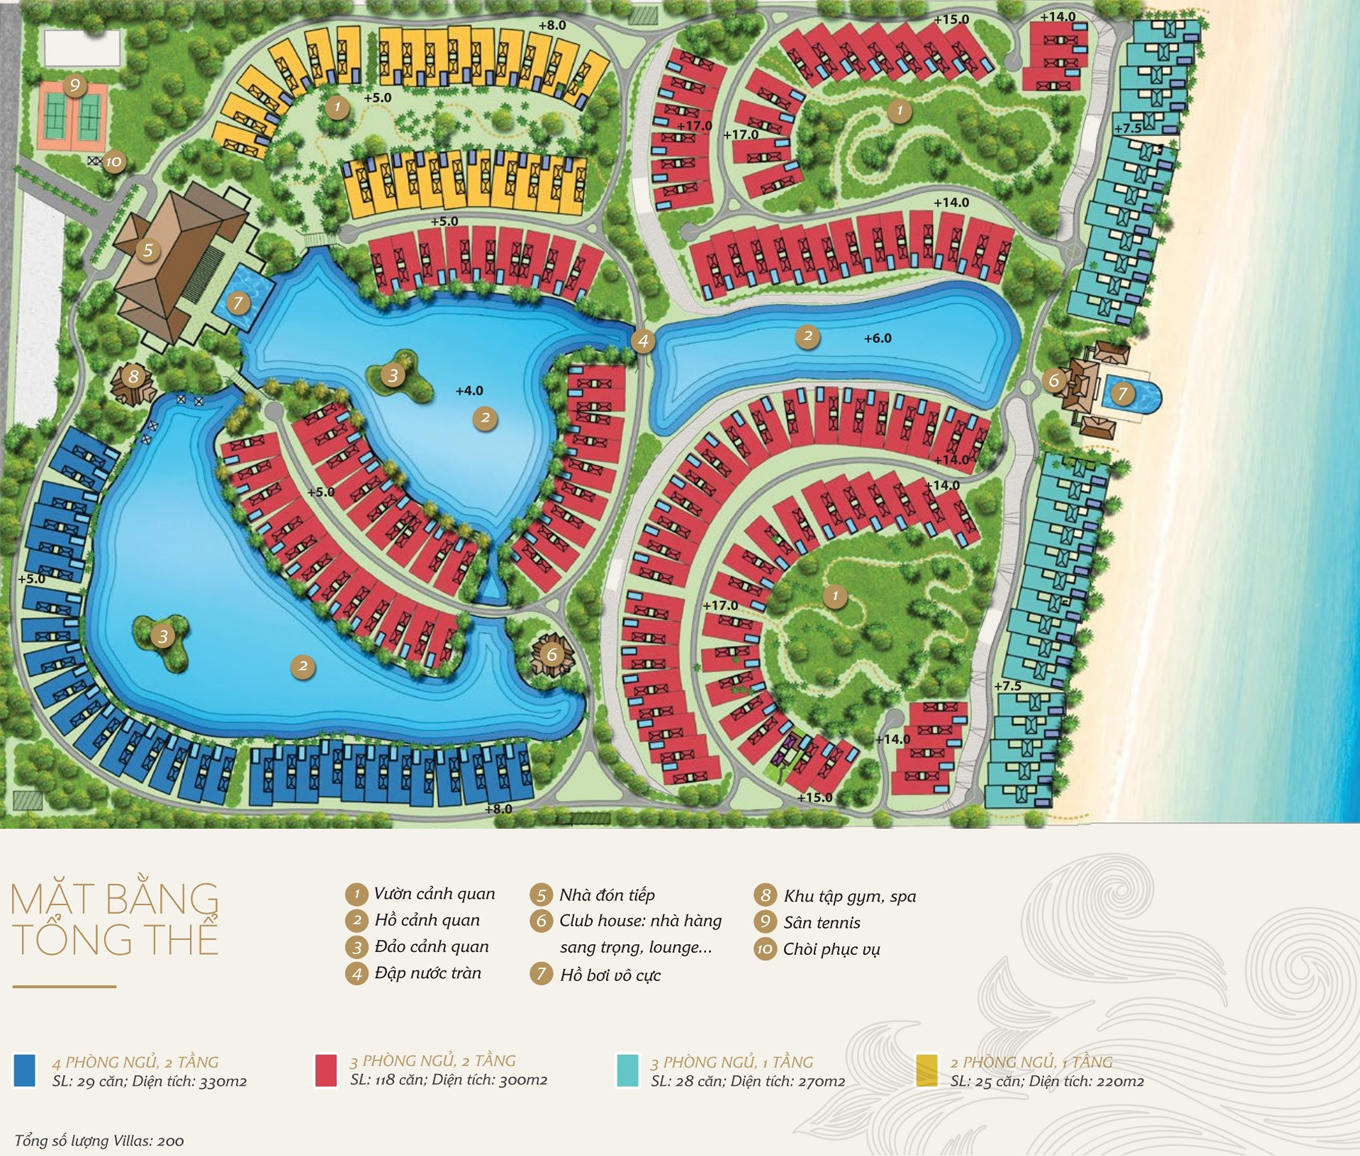 +8.0
+15.0
+14.0
9
1
+5.0
1
+17.0
+17.0
+7.5
10
+14.0
+5.0
5
7
2
+6.0
4
8
3
+4.0
2
6
7
+14.0
+14.0
+5.0
+5.0
1
+17.0
3
2
6
+7.5
+14.0
+15.0
+8.0
MẶT BẰNG
TỔNG THỂ
1 Vườn cảnh quan
2 Hồ cảnh quan
3 Đảo cảnh quan
4 Đập nước tràn
5 Nhà đón tiếp
6 Club house: nhà hàng
sang trọng, lounge...
7 Hồ bơi vô cực
8 Khu tập gym, spa
9 Sân tennis
10 Chòi phục vụ
4 PHÒNG NGỦ, 2 TẦNG
SL: 29 căn; Diện tích: 330m2
3 PHÒNG NGỦ, 2 TẦNG
SL: 118 căn; Diện tích: 300m2
3 PHÒNG NGỦ, 1 TẦNG
SL: 28 căn; Diện tích: 270m2
2 PHÒNG NGỦ, 1 TẦNG
SL: 25 căn; Diện tích: 220m2
Tổng số lượng Villas: 200